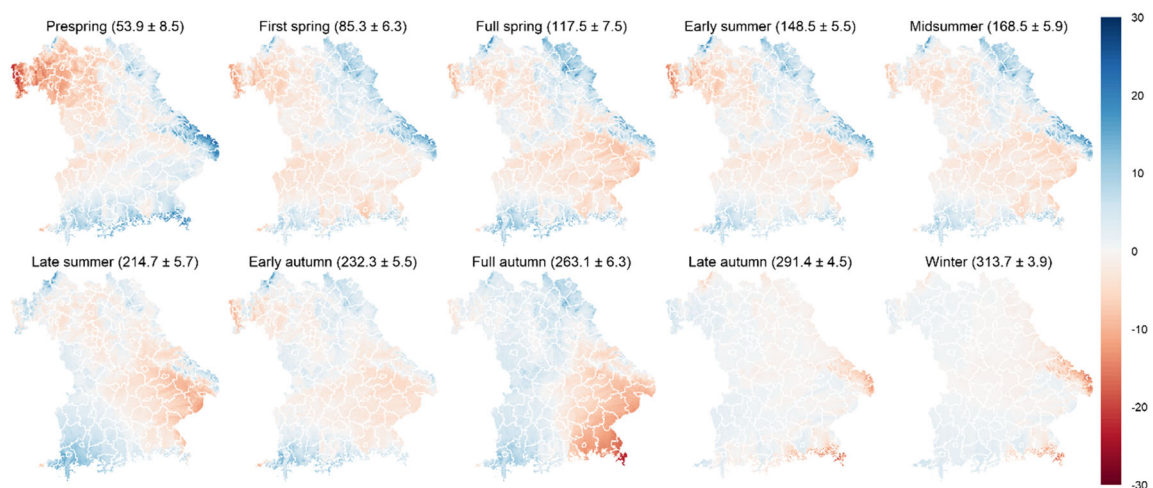 Prespring (53.9 ± 8.5)
First spring (85.3 ± 6.3)
Full spring (117.5 ± 7.5)
Early summer (148.5 ± 5.5)
Midsummer (168.5 ± 5.9)
30
20
10
0
-10
-20
-30
Late summer (214.7 ± 5.7)
Early autumn (232.3 ± 5.5)
Full autumn (263.1 ± 6.3)
Late autumn (291.4 ± 4.5)
Winter (313.7 ± 3.9)